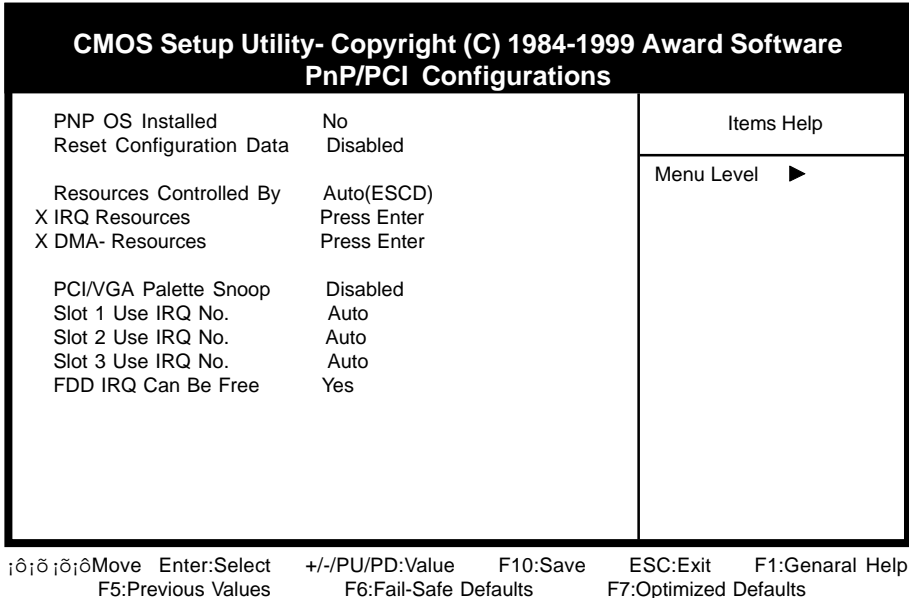 CMOS Setup Utility- Copyright (C) 1984-1999 Award Software
PnP/PCI Configurations
PNP OS Installed No
Reset Configuration Data Disabled
Resources Controlled By Auto(ESCD)
X IRQ Resources Press Enter
X DMA- Resources Press Enter
PCI/VGA Palette Snoop Disabled
Slot 1 Use IRQ No. Auto
Slot 2 Use IRQ No. Auto
Slot 3 Use IRQ No. Auto
FDD IRQ Can Be Free Yes
Items Help
Menu Level ▶
¡ô¡õ¡õ¡ôMove Enter:Select +/-/PU/PD:Value F10:Save ESC:Exit F1:Genaral Help
F5:Previous Values F6:Fail-Safe Defaults F7:Optimized Defaults